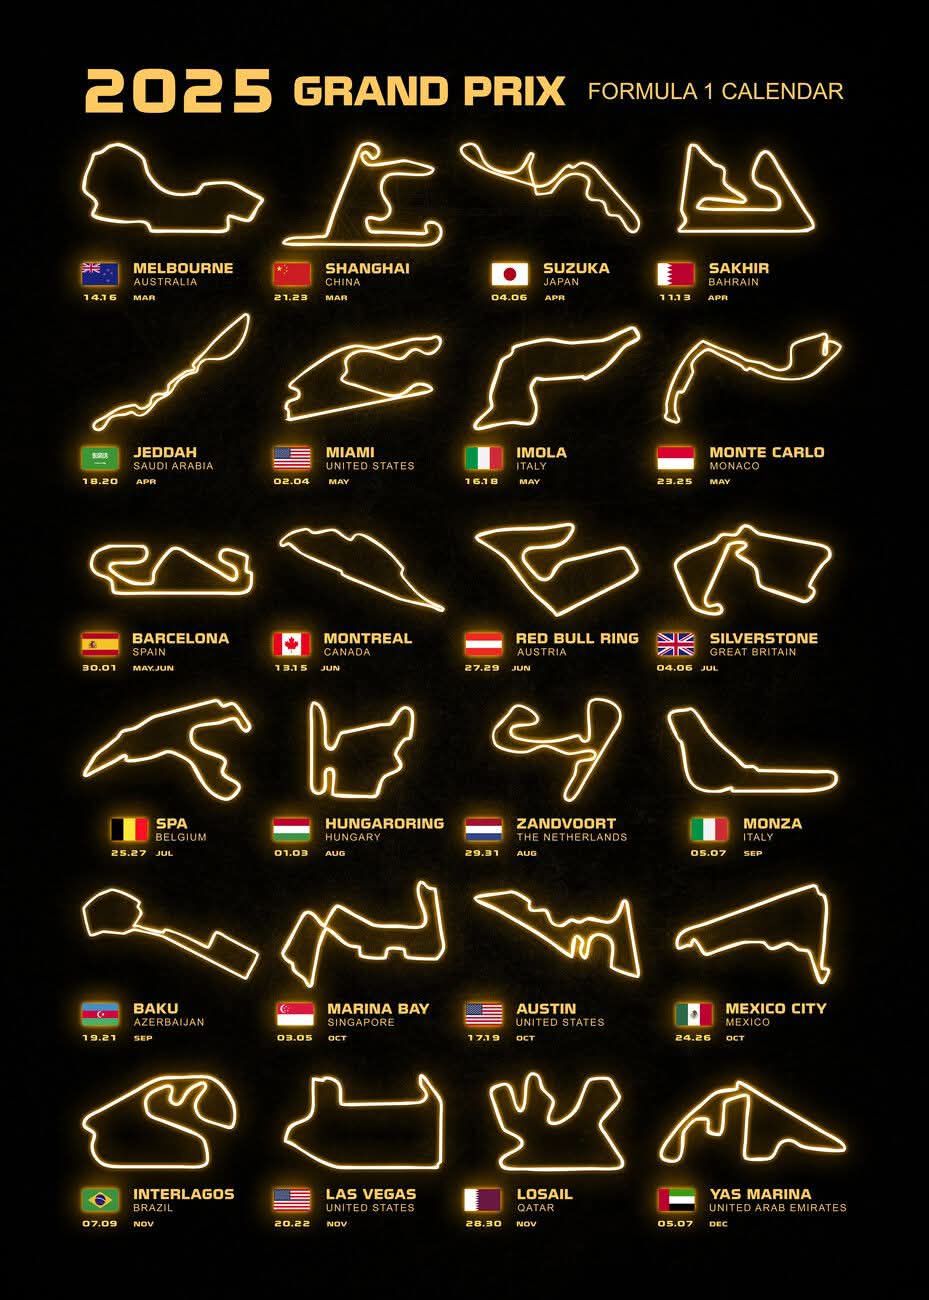 2025 GRAND PRIX FORMULA 1 CALENDAR
MELBOURNE
AUSTRALIA
14.16 MAR
SHANGHAI
CHINA
21.23 MAR
SUZUKA
JAPAN
04.06 APR
SAKHIR
BAHRAIN
11.13 APR
JEDDAH
SAUDI ARABIA
18.20 APR
MIAMI
UNITED STATES
02.04 MAY
IMOLA
ITALY
16.18 MAY
MONTE CARLO
MONACO
23.25 MAY
BARCELONA
SPAIN
30.01 MAY.JUN
MONTREAL
CANADA
13.15 JUN
RED BULL RING
AUSTRIA
27.29 JUN
SILVERSTONE
GREAT BRITAIN
04.06 JUL
SPA
BELGIUM
25.27 JUL
HUNGARORING
HUNGARY
01.03 AUG
ZANDVOORT
THE NETHERLANDS
29.31 AUG
MONZA
ITALY
05.07 SEP
BAKU
AZERBAIJAN
19.21 SEP
MARINA BAY
SINGAPORE
03.05 OCT
AUSTIN
UNITED STATES
17.19 OCT
MEXICO CITY
MEXICO
24.26 OCT
INTERLAGOS
BRAZIL
07.09 NOV
LAS VEGAS
UNITED STATES
20.22 NOV
LOSAIL
QATAR
28.30 NOV
YAS MARINA
UNITED ARAB EMIRATES
05.07 DEC